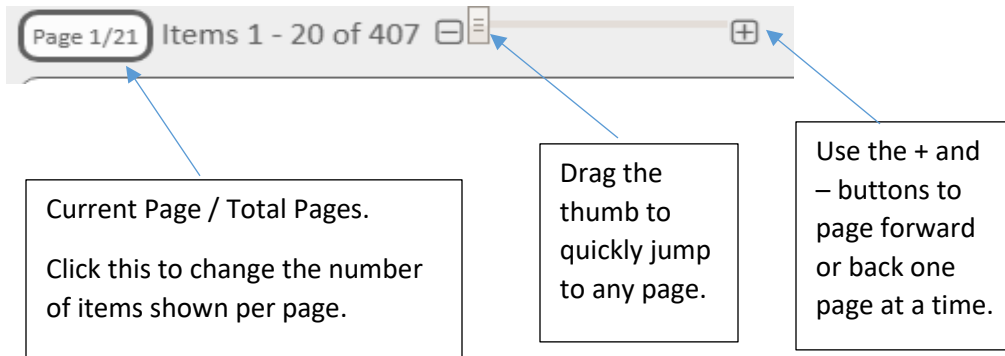 Page 1/21 Items 1 - 20 of 407
Current Page / Total Pages.
Click this to change the number
of items shown per page.
Drag the
thumb to
quickly jump
to any page.
Use the + and
– buttons to
page forward
or back one
page at a time.